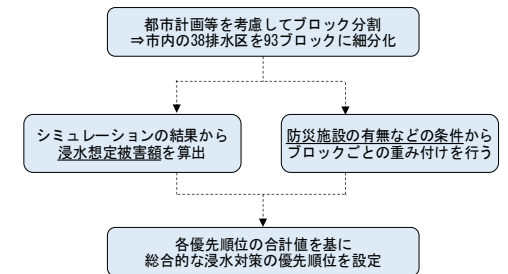 都市計画等を考慮してブロック分割
⇒市内の38排水区を93ブロックに細分化
シミュレーションの結果から
浸水想定被害額を算出
防災施設の有無などの条件から
ブロックごとの重み付けを行う
各優先順位の合計値を基に
総合的な浸水対策の優先順位を設定